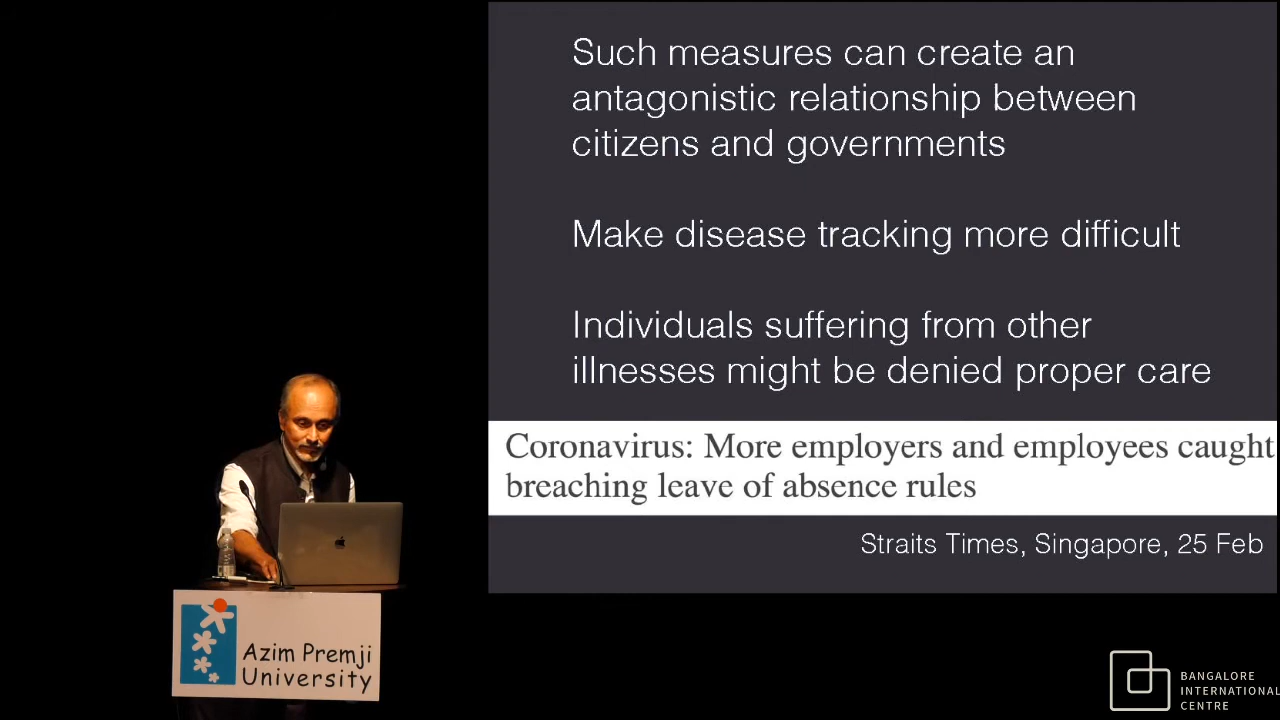 Such measures can create an
antagonistic relationship between
citizens and governments
Make disease tracking more difficult
Individuals suffering from other
illnesses might be denied proper care
Coronavirus: More employers and employees caught
breaching leave of absence rules
Straits Times, Singapore, 25 Feb
Azim Premji
University
BANGALORE
INTERNATIONAL
CENTRE